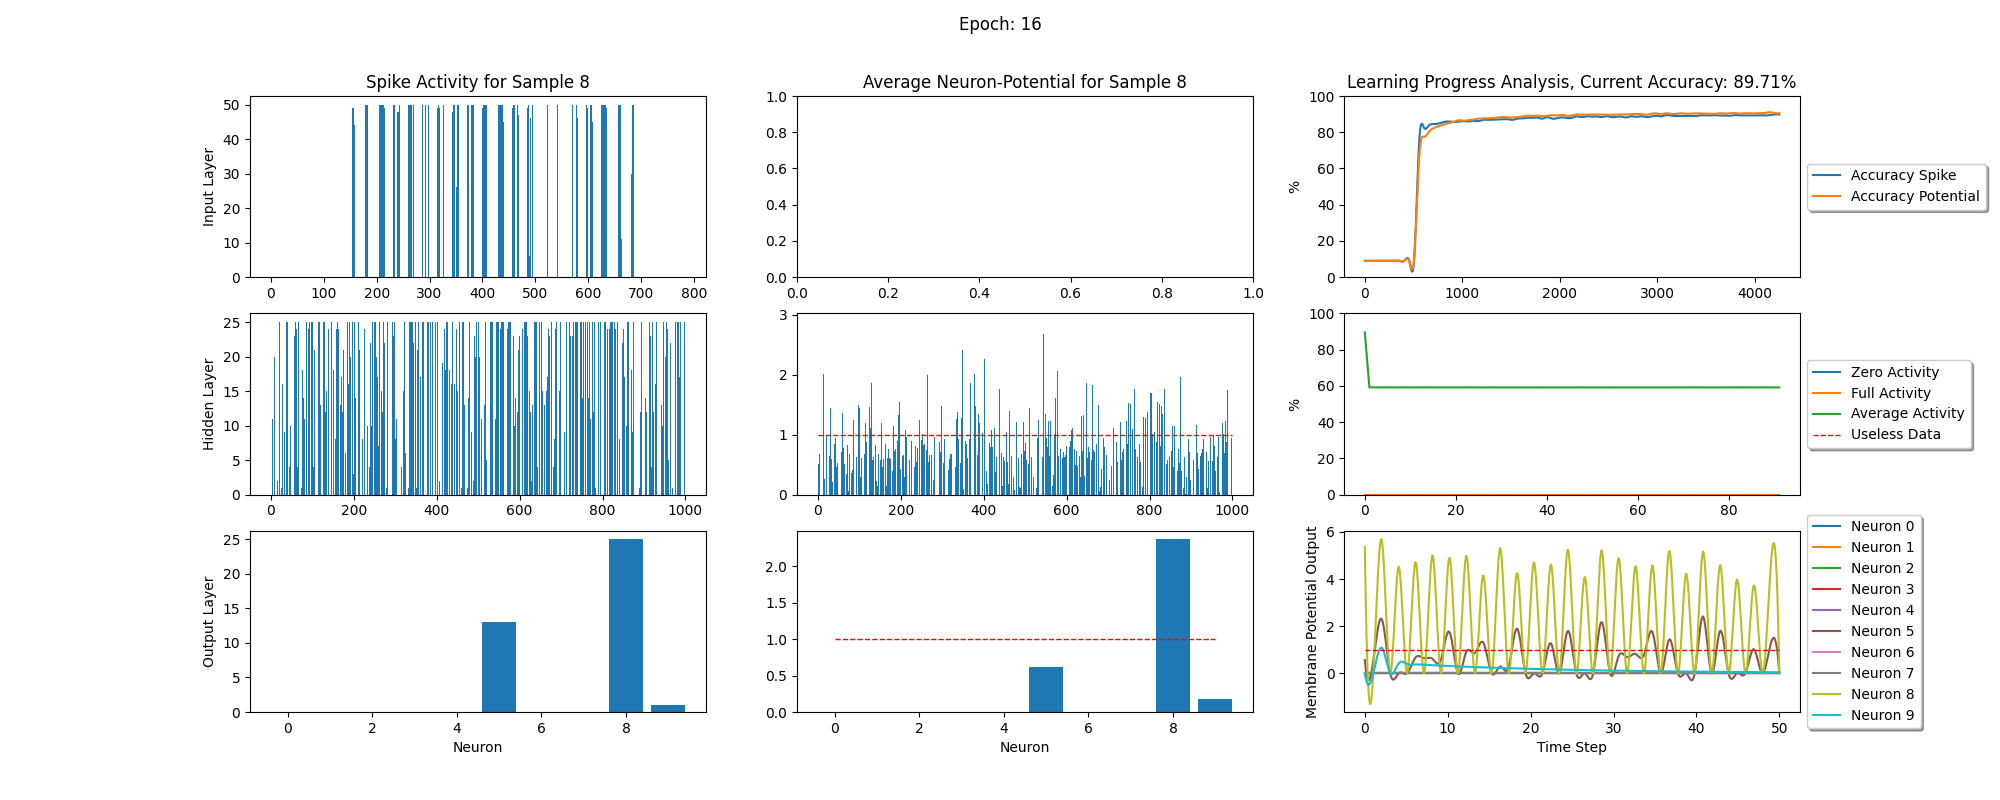 Epoch: 16
Spike Activity for Sample 8
Average Neuron-Potential for Sample 8
Learning Progress Analysis, Current Accuracy: 89.71%
Input Layer
50
40
30
20
10
0
0 100 200 300 400 500 600 700 800
1.0
0.8
0.6
0.4
0.2
0.0
0.0 0.2 0.4 0.6 0.8 1.0
%
100
80
60
40
20
0
0 1000 2000 3000 4000
Accuracy Spike
Accuracy Potential
Hidden Layer
25
20
15
10
5
0
0 200 400 600 800 1000
3
2
1
0
0 200 400 600 800 1000
%
100
80
60
40
20
0
0 20 40 60 80
Zero Activity
Full Activity
Average Activity
Useless Data
Output Layer
25
20
15
10
5
0
0 2 4 6 8
Neuron
2.0
1.5
1.0
0.5
0.0
0 2 4 6 8
Neuron
Membrane Potential Output
6
4
2
0
0 10 20 30 40 50
Time Step
Neuron 0
Neuron 1
Neuron 2
Neuron 3
Neuron 4
Neuron 5
Neuron 6
Neuron 7
Neuron 8
Neuron 9